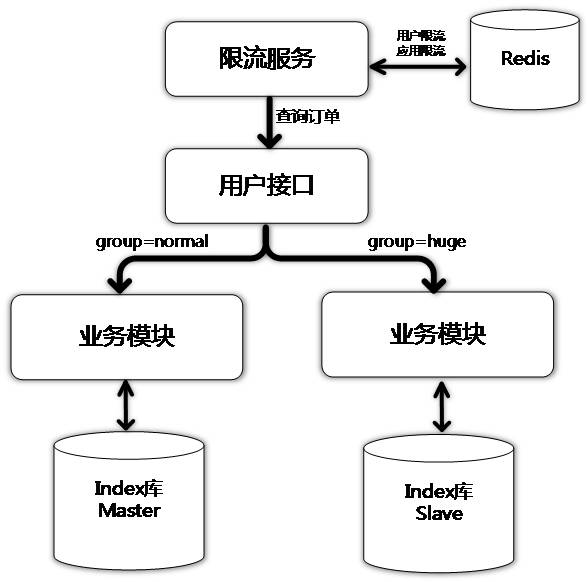 限流服务
用户限流
应用限流
Redis
查询订单
用户接口
group=normal
group=huge
业务模块
业务模块
Index库
Master
Index库
Slave